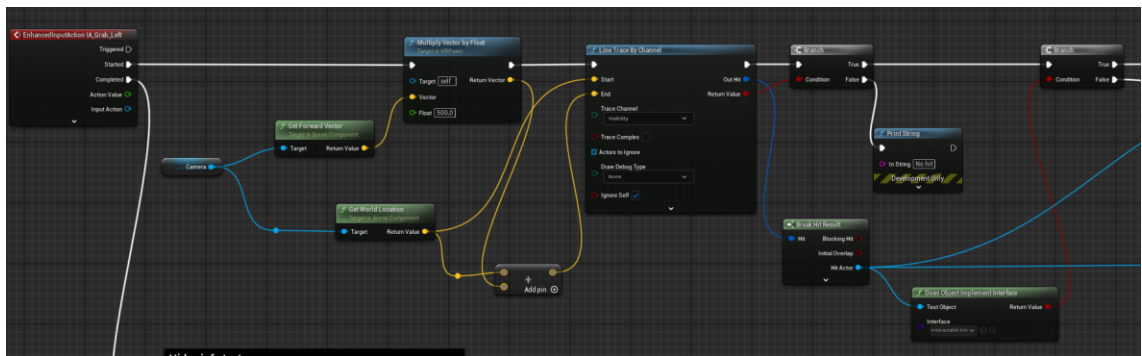 EnhancedInputAction IA_Grab_Left
Triggered
Started
Completed
Action Value
Input Action
Camera
Get Forward Vector
Target is Scene Component
Target
Return Value
Get World Location
Target is Scene Component
Target
Return Value
Multiply Vector by Float
Target is VRPawn
Target
self
Return Vector
Vector
Float
500,0
+
Add pin
Line Trace By Channel
Start
Out Hit
End
Return Value
Trace Channel
Visibility
Trace Complex
Actors to Ignore
Draw Debug Type
None
Ignore Self
Branch
True
Condition
False
Print String
In String
No hit
Development Only
Break Hit Result
Hit
Blocking Hit
Initial Overlap
Hit Actor
Branch
True
Condition
False
Does Object Implement Interface
Test Object
Return Value
Interface